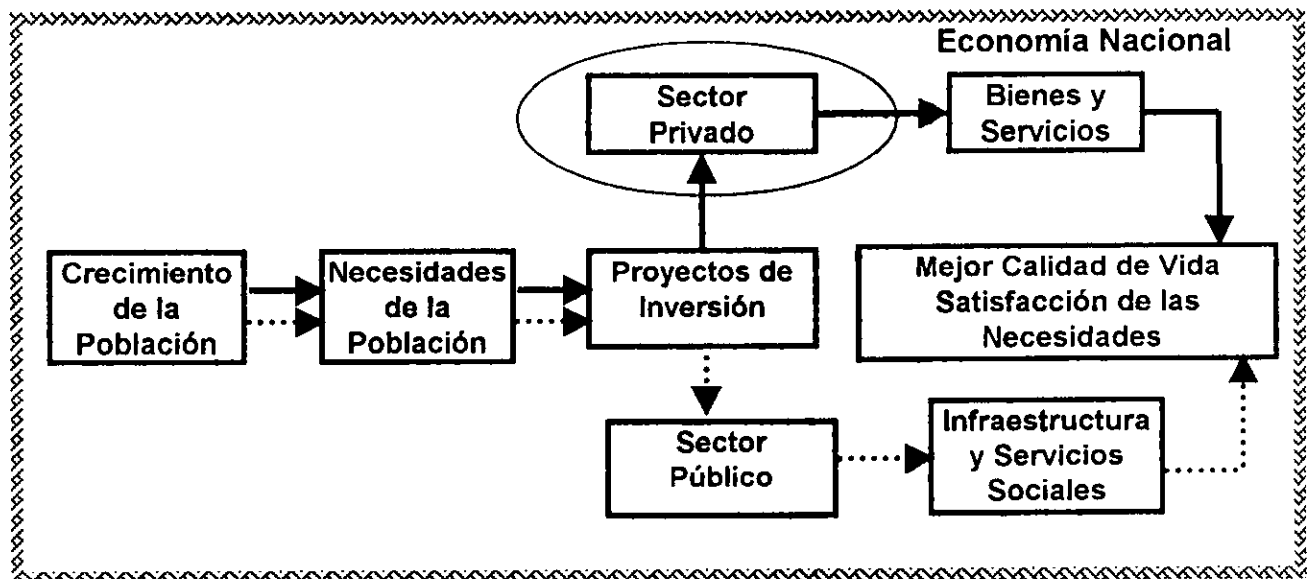 Economía Nacional
Sector
Privado
Bienes y
Servicios
Crecimiento
de la
Población
Necesidades
de la
Población
Proyectos de
Inversión
Mejor Calidad de Vida
Satisfacción de las
Necesidades
Sector
Público
Infraestructura
y Servicios
Sociales